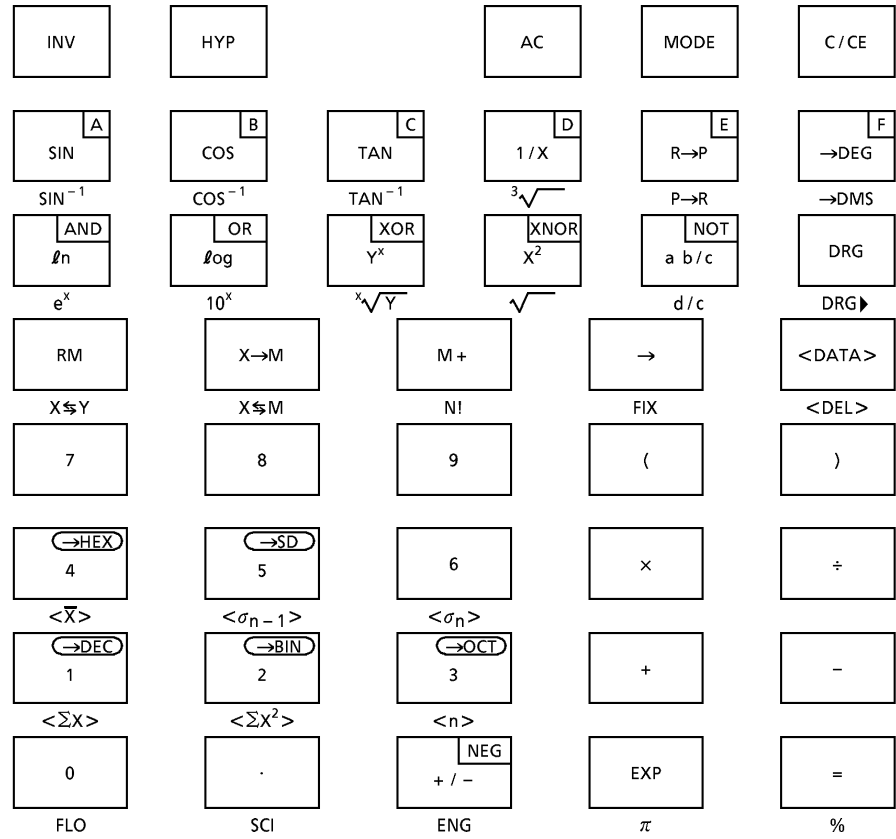 INV HYP AC MODE C/CE
A B C D E F
SIN COS TAN 1/X R→P →DEG
SIN⁻¹ COS⁻¹ TAN⁻¹ ³√ P→R →DMS
AND OR XOR XNOR NOT
ℓn ℓog Yˣ X² a b/c DRG
eˣ 10ˣ ˣ√Y √ d/c DRG▶
RM X→M M+ → <DATA>
X⇆Y X⇆M N! FIX <DEL>
7 8 9 ( )
→HEX →SD
4 5 6 × ÷
<X̅> <σn−1> <σn>
→DEC →BIN →OCT
1 2 3 + −
<ΣX> <ΣX²> <n>
NEG
0 . +/− EXP =
FLO SCI ENG π %